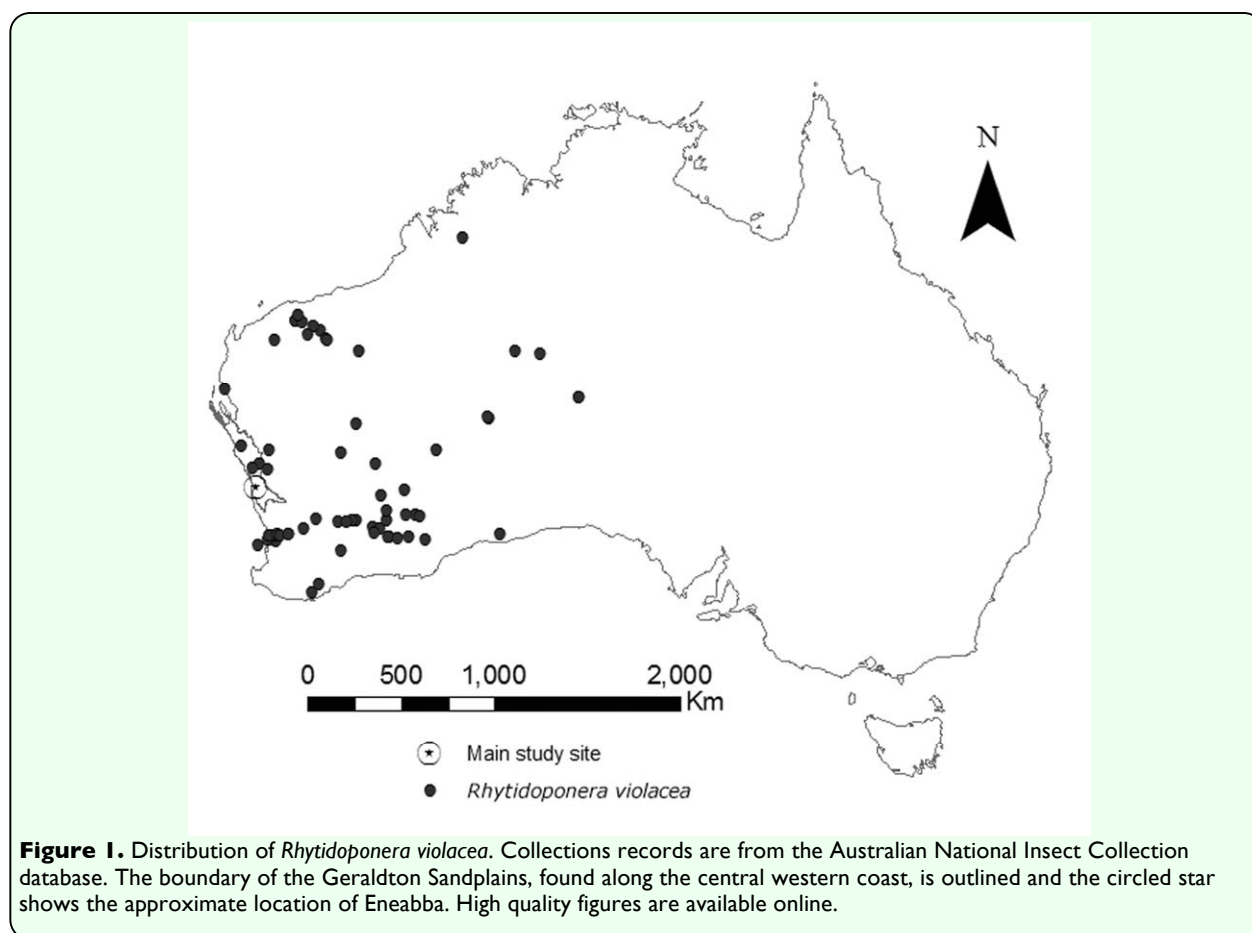 N
0 500 1,000 2,000
Km
Main study site
Rhytidoponera violacea
Figure 1. Distribution of Rhytidoponera violacea. Collections records are from the Australian National Insect Collection
database. The boundary of the Geraldton Sandplains, found along the central western coast, is outlined and the circled star
shows the approximate location of Eneabba. High quality figures are available online.